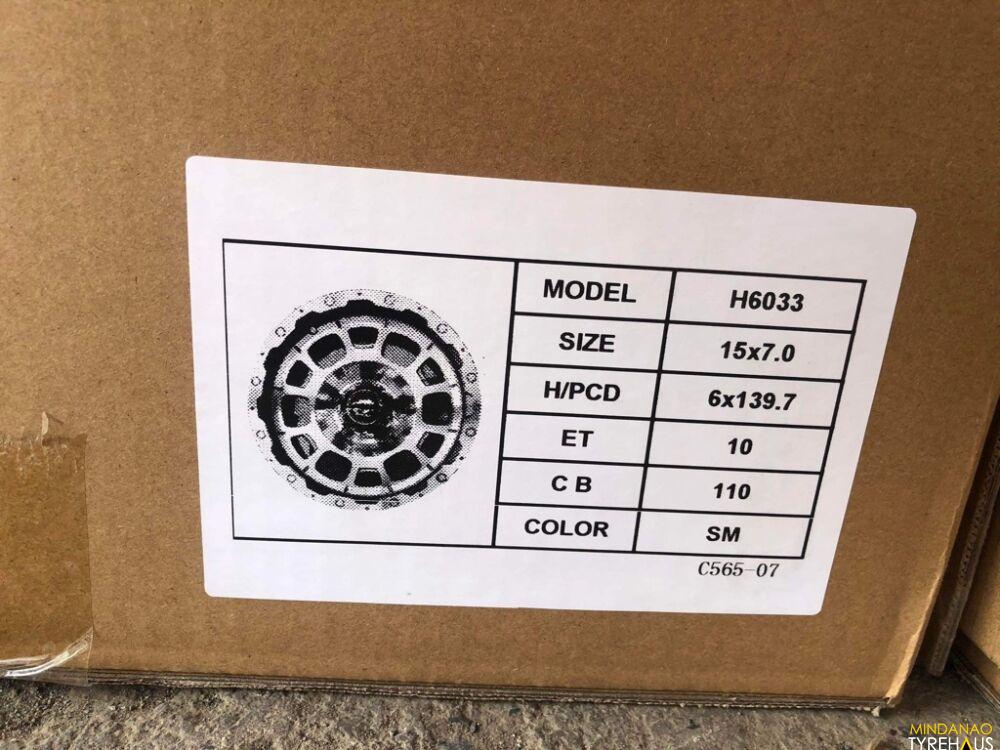 MODEL H6033
SIZE 15x7.0
H/PCD 6x139.7
ET 10
C B 110
COLOR SM
C565-07
MINDANAO
TYREHAUS